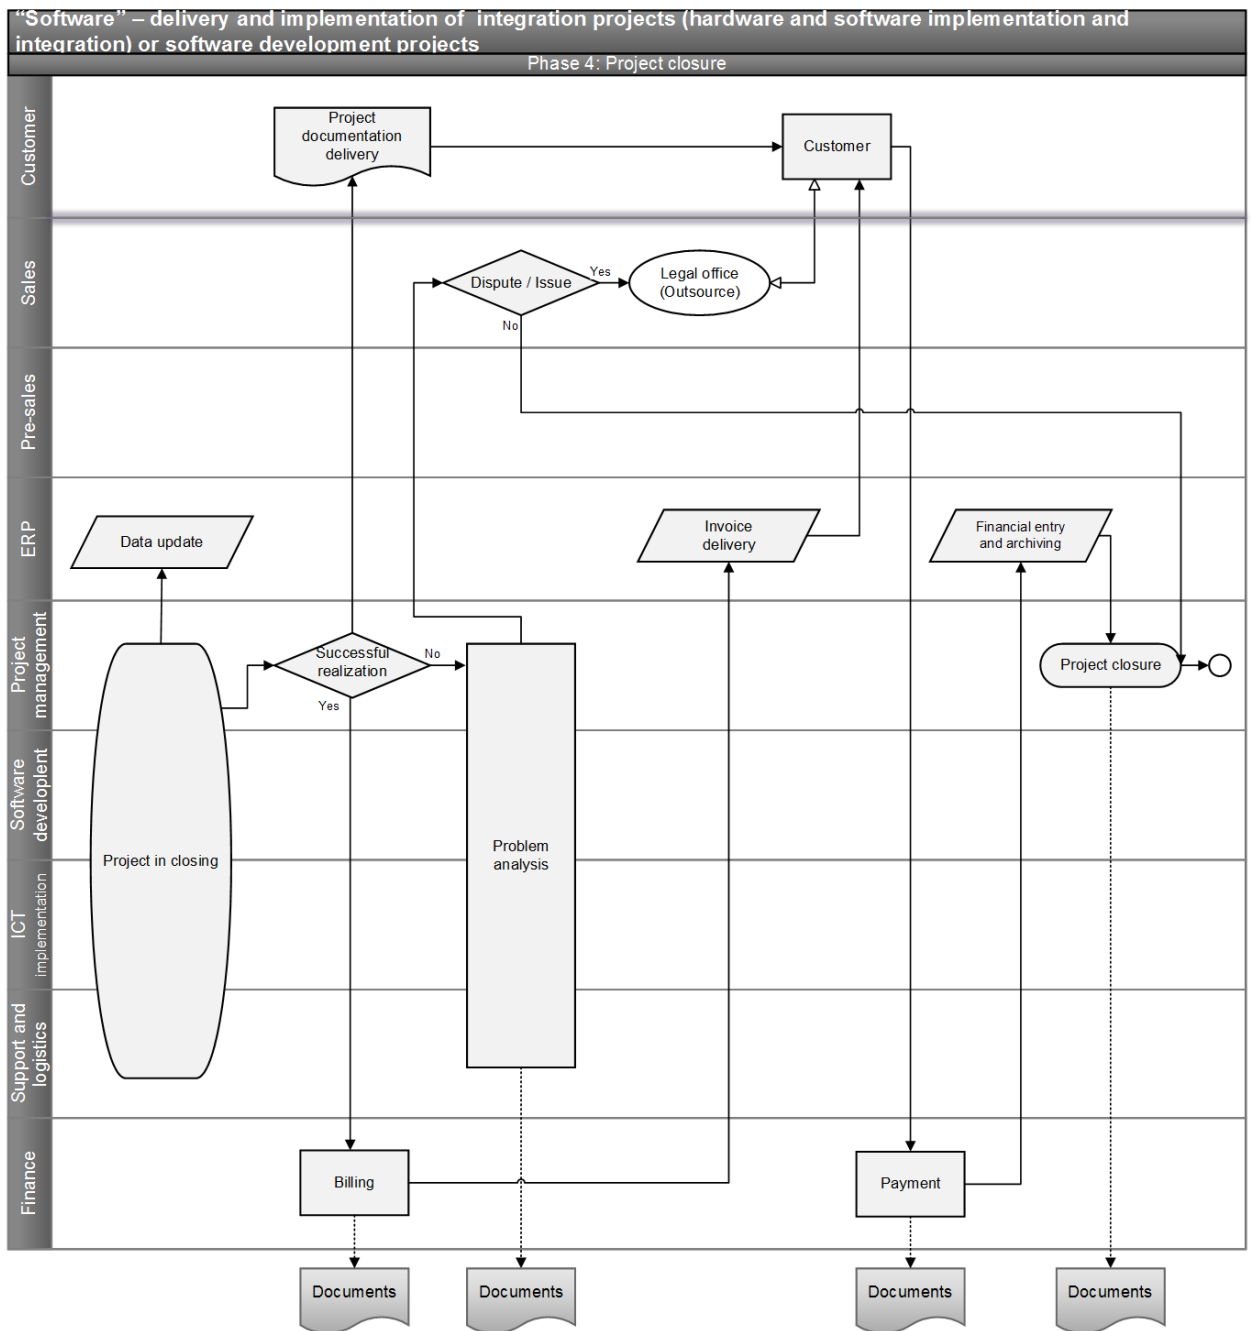 “Software” – delivery and implementation of integration projects (hardware and software implementation and
integration) or software development projects
Phase 4: Project closure
Customer
Project
documentation
delivery
Customer
Sales
Dispute / Issue
Yes
No
Legal office
(Outsource)
Pre-sales
ERP
Data update
Invoice
delivery
Financial entry
and archiving
Project
management
Successful
realization
No
Yes
Project closure
Software
developlent
Project in closing
Problem
analysis
ICT
implementation
Support and
logistics
Finance
Billing
Payment
Documents
Documents
Documents
Documents